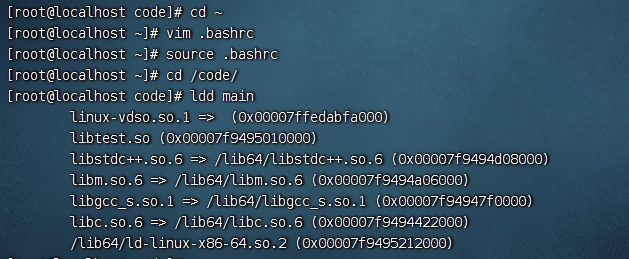 [root@localhost code]# cd ~
[root@localhost ~]# vim .bashrc
[root@localhost ~]# source .bashrc
[root@localhost ~]# cd /code/
[root@localhost code]# ldd main
linux-vdso.so.1 =>  (0x00007ffedabfa000)
libtest.so (0x00007f9495010000)
libstdc++.so.6 => /lib64/libstdc++.so.6 (0x00007f9494d08000)
libm.so.6 => /lib64/libm.so.6 (0x00007f9494a06000)
libgcc_s.so.1 => /lib64/libgcc_s.so.1 (0x00007f94947f0000)
libc.so.6 => /lib64/libc.so.6 (0x00007f9494422000)
/lib64/ld-linux-x86-64.so.2 (0x00007f9495212000)